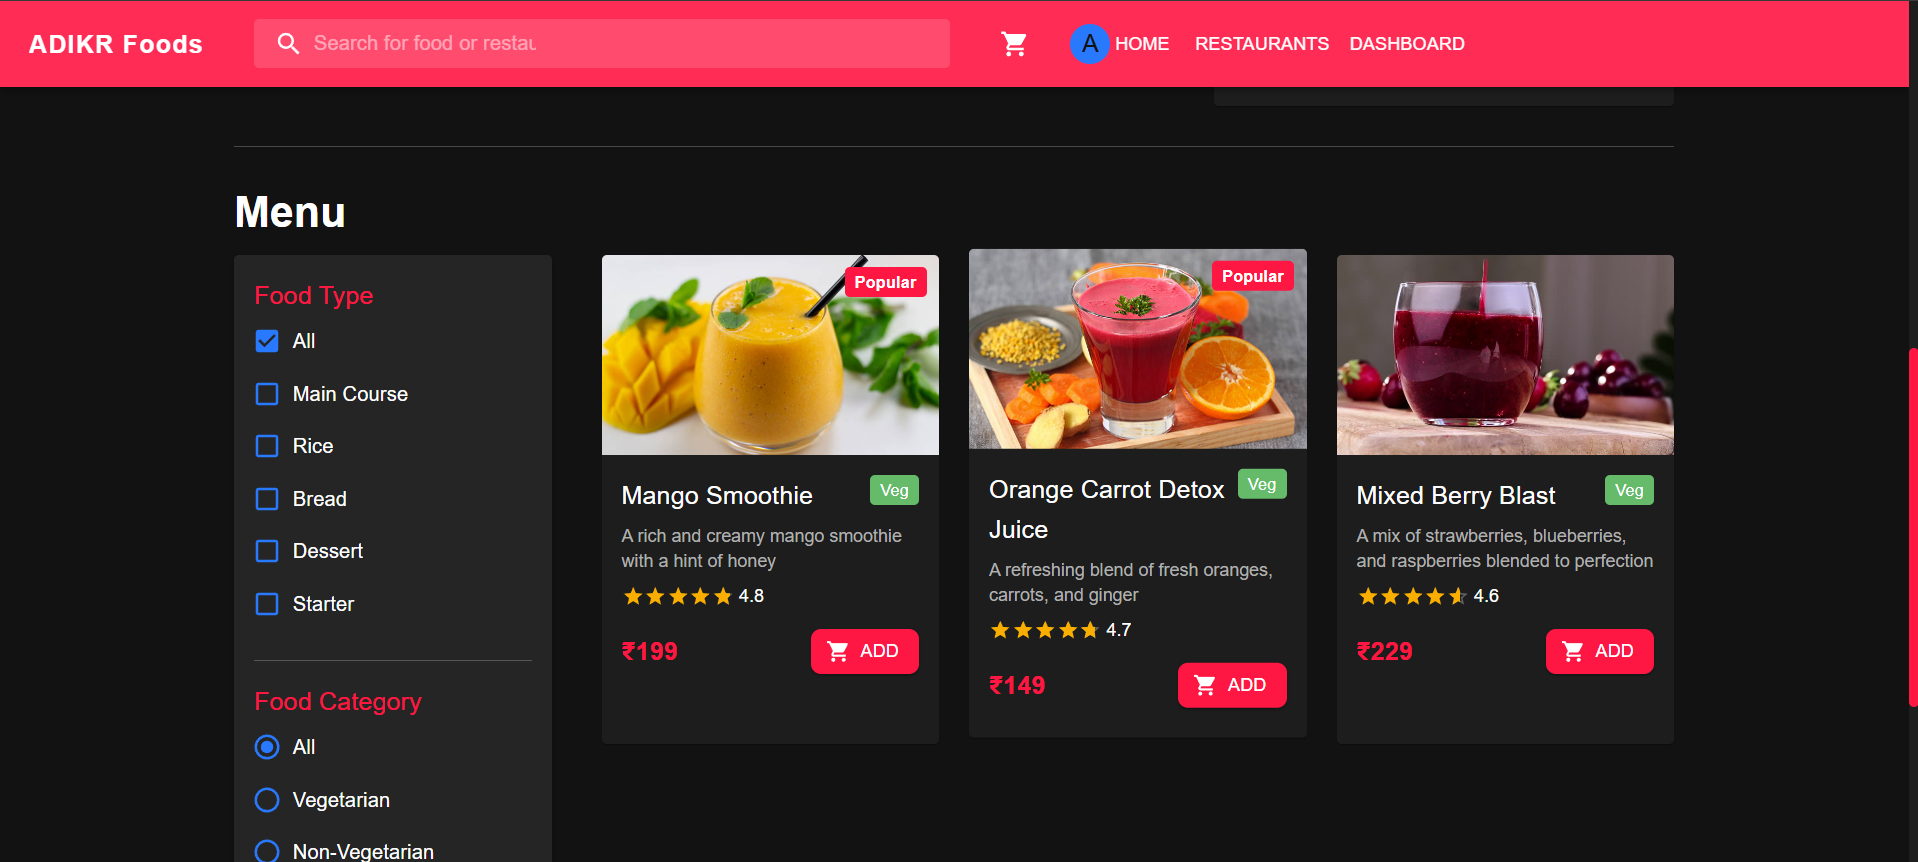 ADIKR Foods
Search for food or restau
A
HOME
RESTAURANTS
DASHBOARD
Menu
Food Type
All
Main Course
Rice
Bread
Dessert
Starter
Food Category
All
Vegetarian
Non-Vegetarian
Popular
Mango Smoothie
Veg
A rich and creamy mango smoothie
with a hint of honey
4.8
₹199
ADD
Popular
Orange Carrot Detox
Juice
Veg
A refreshing blend of fresh oranges,
carrots, and ginger
4.7
₹149
ADD
Mixed Berry Blast
Veg
A mix of strawberries, blueberries,
and raspberries blended to perfection
4.6
₹229
ADD